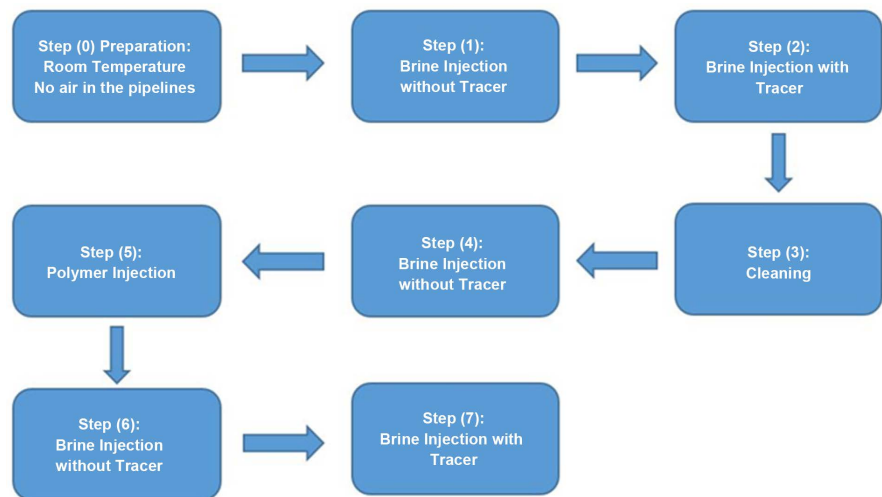 Step (0) Preparation:
Room Temperature
No air in the pipelines
Step (1):
Brine Injection
without Tracer
Step (2):
Brine Injection with
Tracer
Step (3):
Cleaning
Step (4):
Brine Injection
without Tracer
Step (5):
Polymer Injection
Step (6):
Brine Injection
without Tracer
Step (7):
Brine Injection with
Tracer